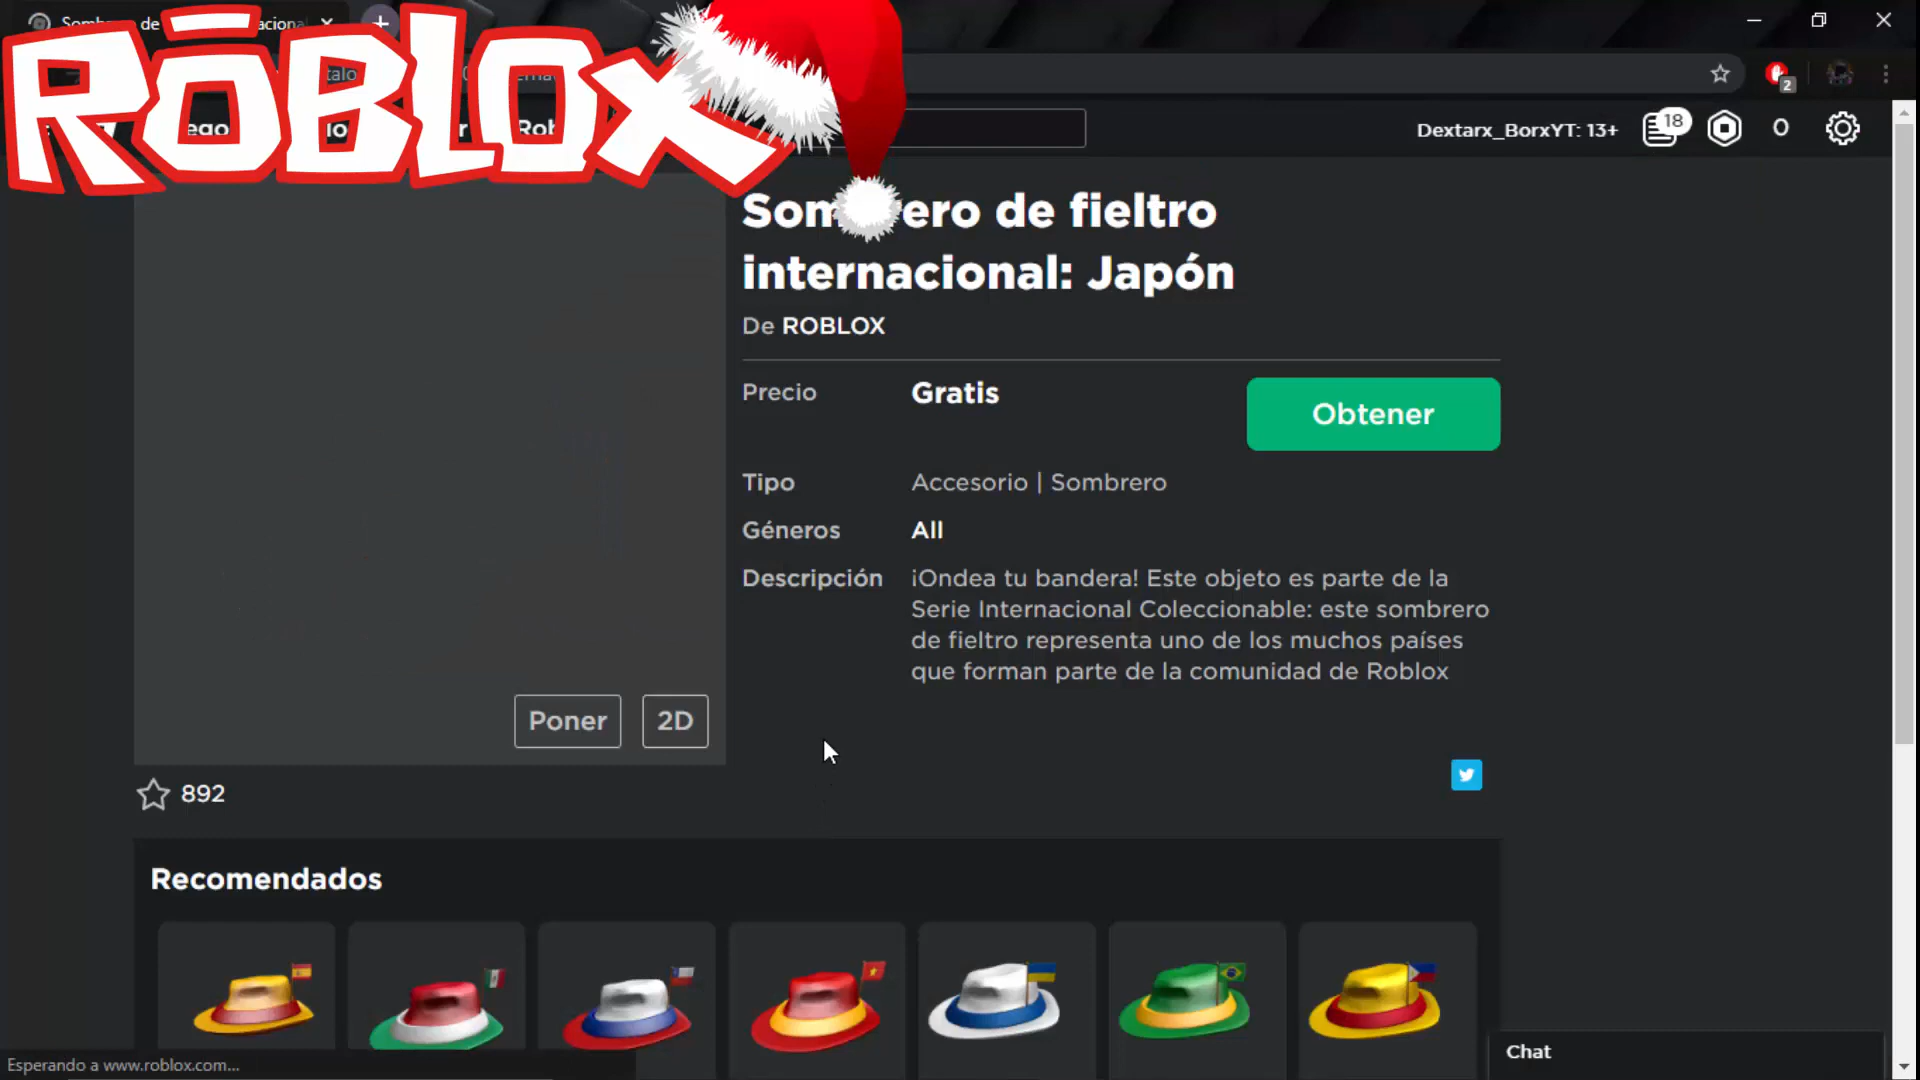 ROBLOX
Dextarx_BorxYT: 13+
18
0
2
Sombrero de fieltro
internacional: Japón
De ROBLOX
Precio
Gratis
Obtener
Tipo
Accesorio | Sombrero
Géneros
All
Descripción
¡Ondea tu bandera! Este objeto es parte de la
Serie Internacional Coleccionable: este sombrero
de fieltro representa uno de los muchos países
que forman parte de la comunidad de Roblox
Poner
2D
892
Recomendados
Chat
Esperando a www.roblox.com...